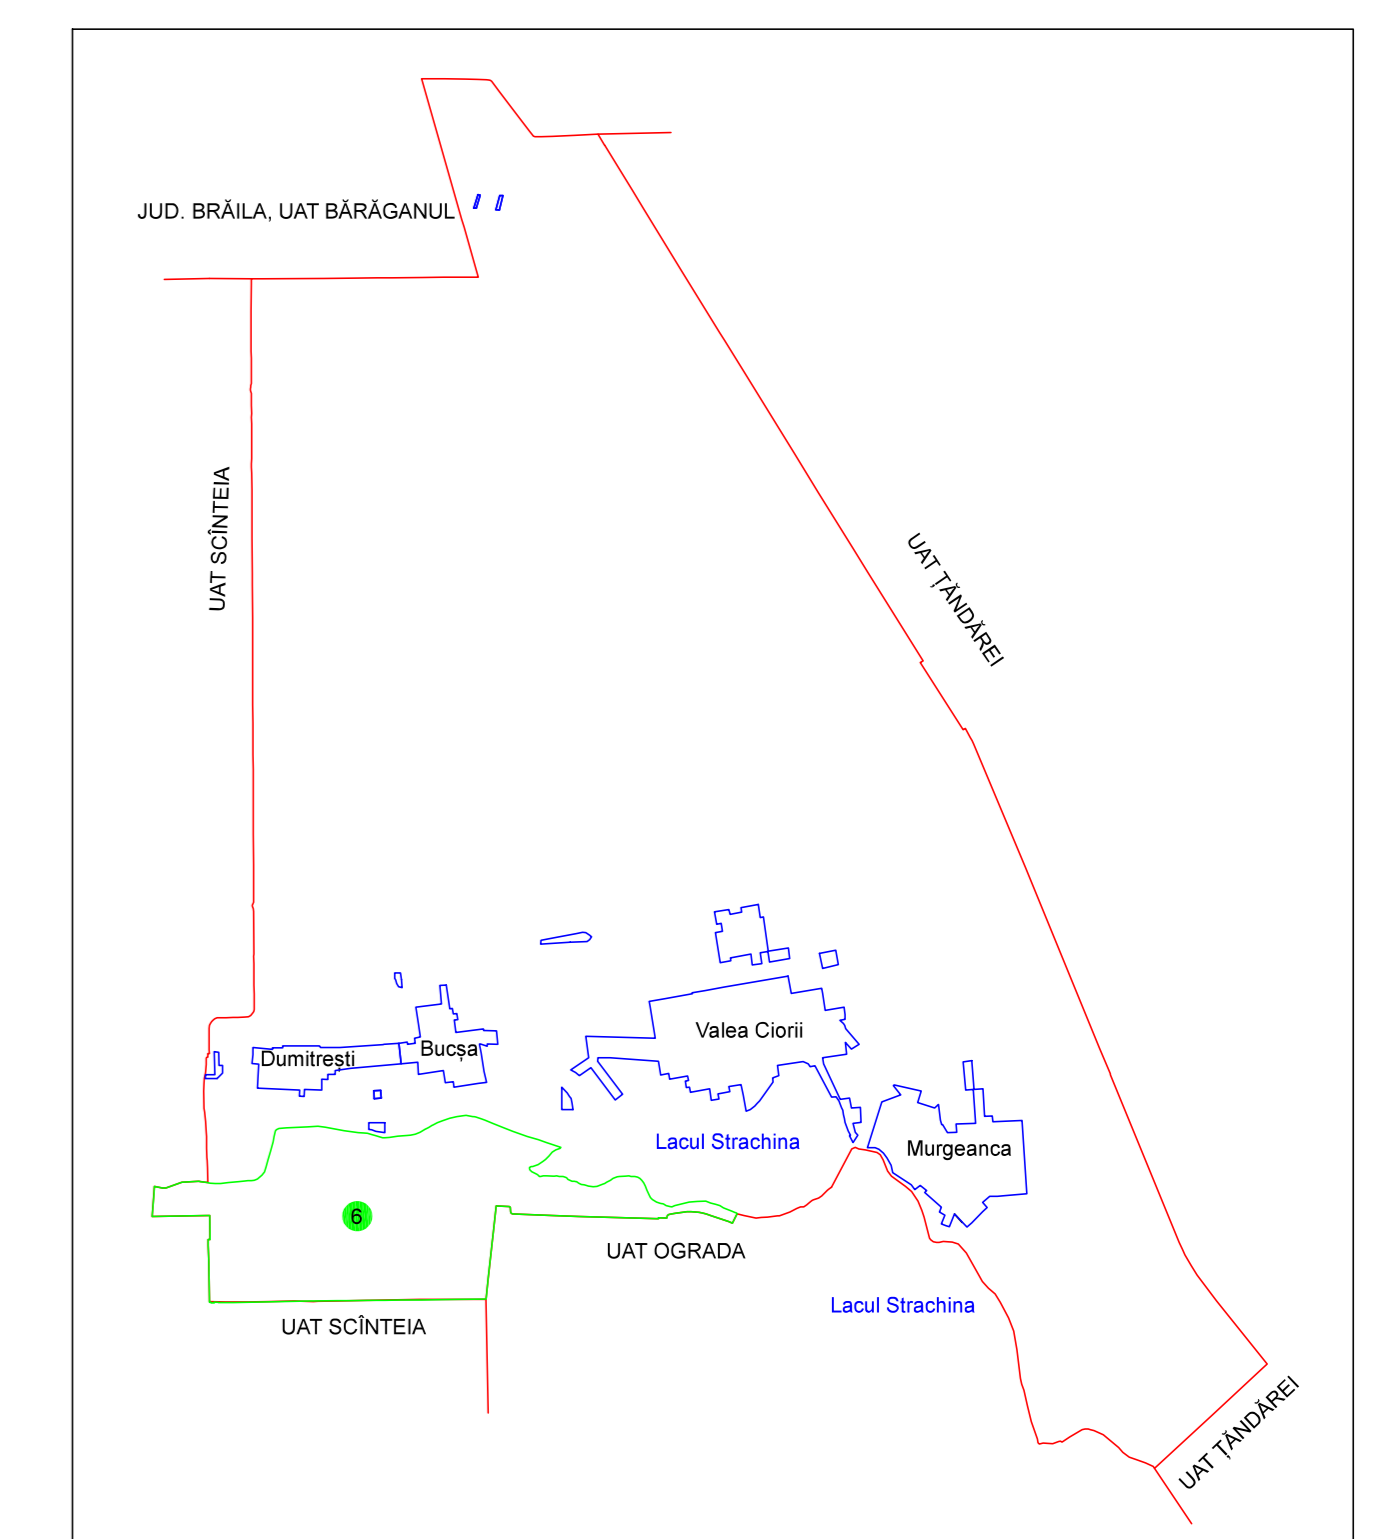 JUD. BRĂILA, UAT BĂRĂGANUL
UAT SCÎNTEIA
UAT ȚĂNDĂREI
Valea Ciorii
Bucșa
Dumitrești
Lacul Strachina
Murgeanca
6
UAT OGRADA
Lacul Strachina
UAT SCÎNTEIA
UAT ȚĂNDĂREI